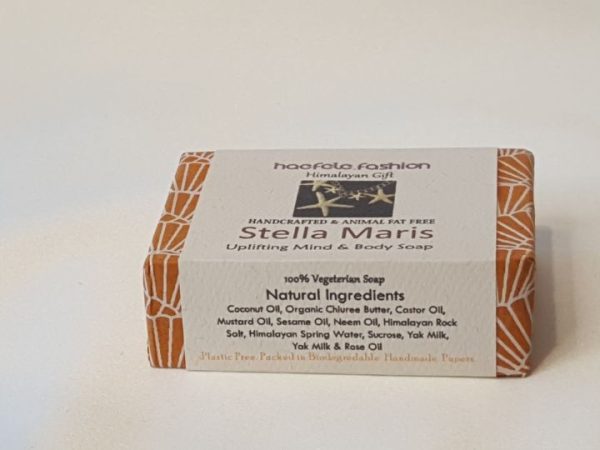 haefele.fashion
Himalayan Gift
HANDCRAFTED & ANIMAL FAT FREE
Stella Maris
Uplifting Mind & Body Soap
100% Vegeterian Soap
Natural Ingredients
Coconut Oil, Organic Chiuree Butter, Castor Oil,
Mustard Oil, Sesame Oil, Neem Oil, Himalayan Rock
Salt, Himalayan Spring Water, Sucrose, Yak Milk,
Yak Milk & Rose Oil
Plastic Free. Packed in Biodegradable Handmade Papers